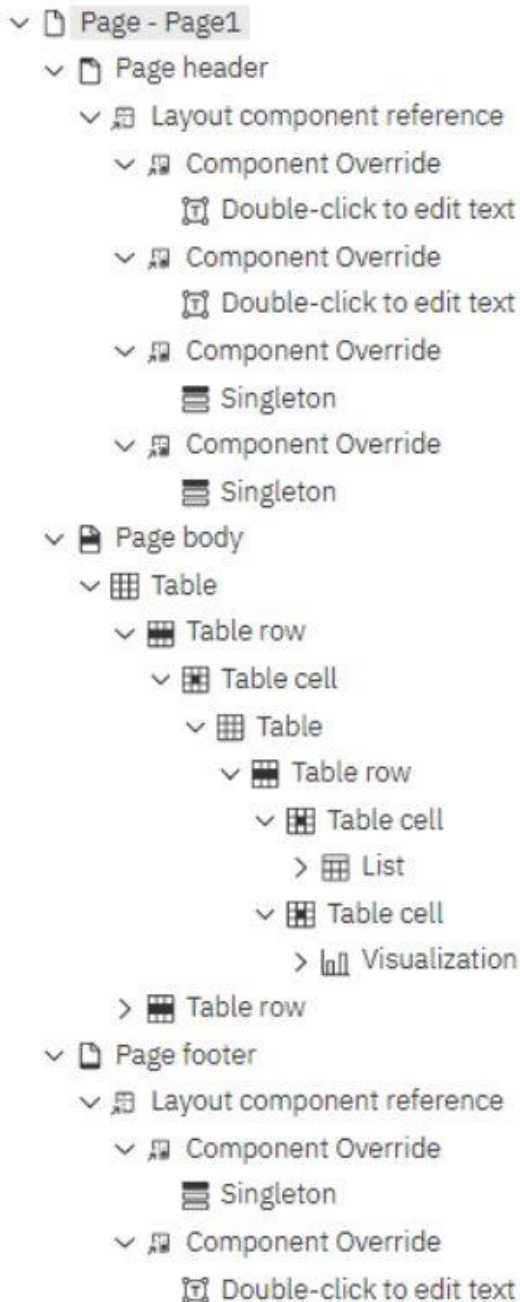 Page - Page1
Page header
Layout component reference
Component Override
Double-click to edit text
Component Override
Double-click to edit text
Component Override
Singleton
Component Override
Singleton
Page body
Table
Table row
Table cell
Table
Table row
Table cell
List
Table cell
Visualization
Table row
Page footer
Layout component reference
Component Override
Singleton
Component Override
Double-click to edit text